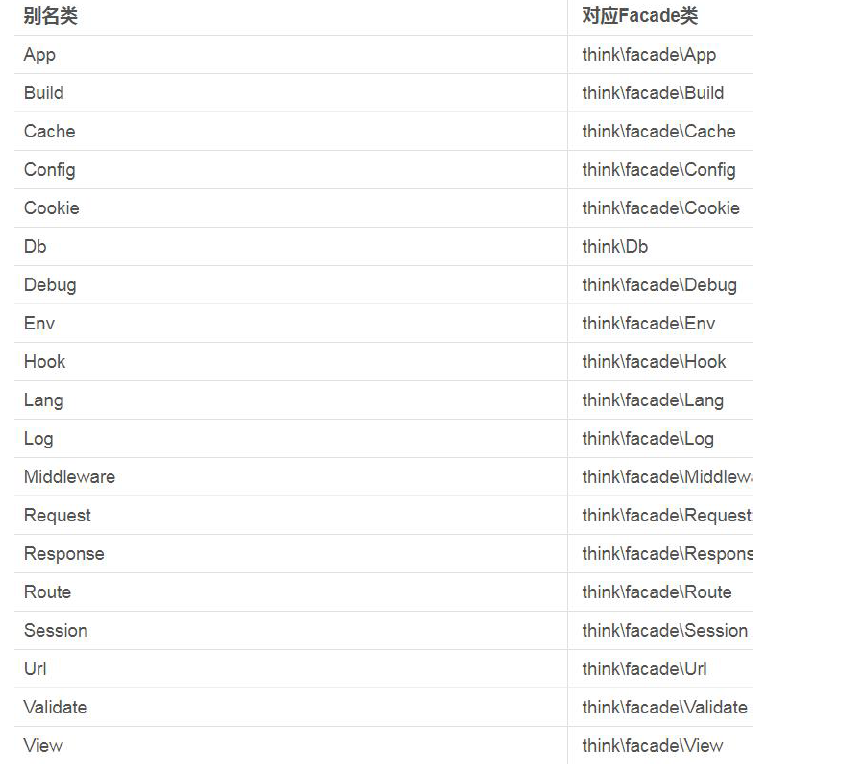 别名类 对应Facade类
App think\facade\App
Build think\facade\Build
Cache think\facade\Cache
Config think\facade\Config
Cookie think\facade\Cookie
Db think\Db
Debug think\facade\Debug
Env think\facade\Env
Hook think\facade\Hook
Lang think\facade\Lang
Log think\facade\Log
Middleware think\facade\Middlewa
Request think\facade\Request
Response think\facade\Respons
Route think\facade\Route
Session think\facade\Session
Url think\facade\Url
Validate think\facade\Validate
View think\facade\View